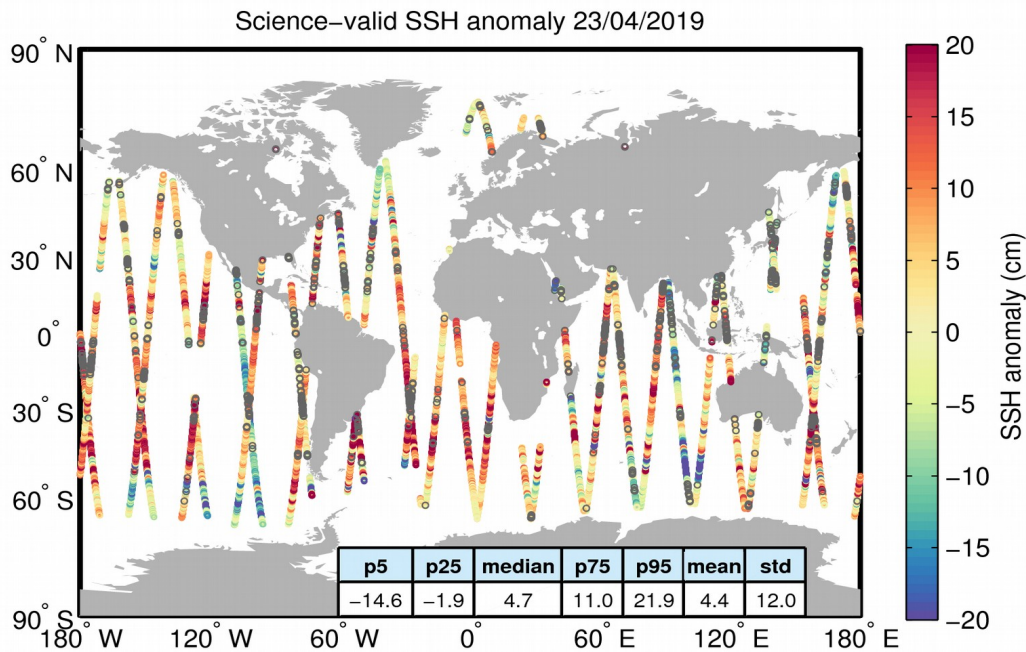 Science−valid SSH anomaly 23/04/2019
90° N
60° N
30° N
0°
30° S
60° S
90° S
180° W
120° W
60° W
0°
60° E
120° E
180° E
p5 p25 median p75 p95 mean std
−14.6 −1.9 4.7 11.0 21.9 4.4 12.0
20
15
10
5
0
−5
−10
−15
−20
SSH anomaly (cm)